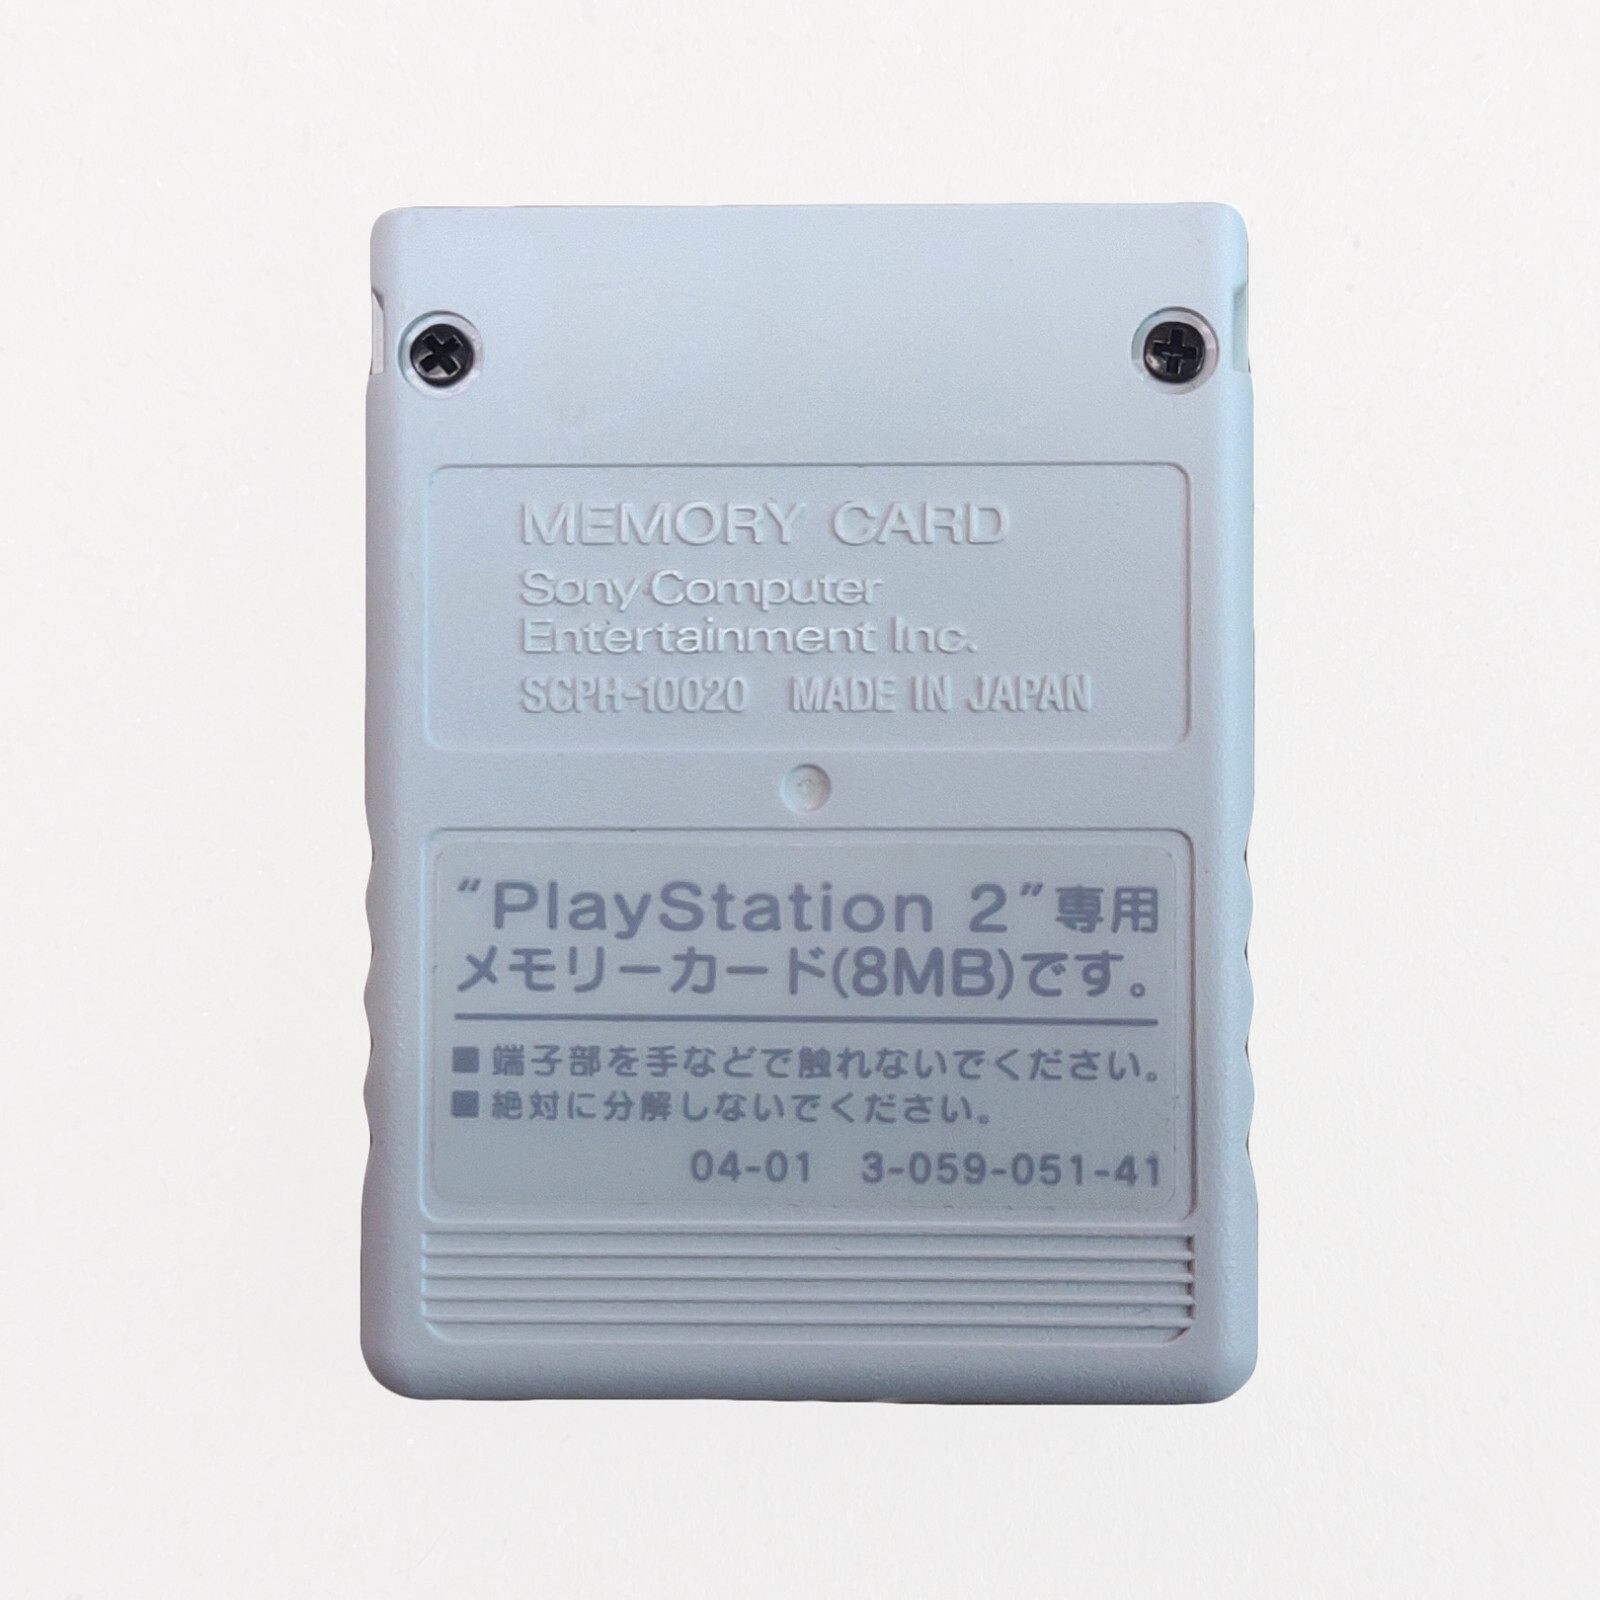 MEMORY CARD
Sony Computer
Entertainment Inc.
SCPH-10020 MADE IN JAPAN
"PlayStation 2"専用
メモリーカード(8MB)です。
■端子部を手などで触れないでください。
■絶対に分解しないでください。
04-01 3-059-051-41